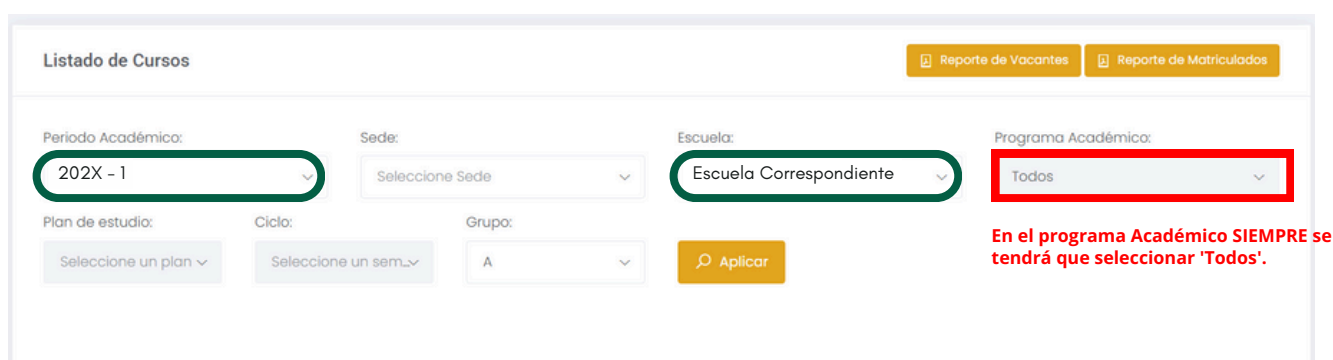 Listado de Cursos
Reporte de Vacantes
Reporte de Matriculados
Periodo Académico:
Sede:
Escuela:
Programa Académico:
202X - 1
Seleccione Sede
Escuela Correspondiente
Todos
Plan de estudio:
Ciclo:
Grupo:
En el programa Académico SIEMPRE se
tendrá que seleccionar 'Todos'.
Seleccione un plan
Seleccione un sem...
A
Aplicar